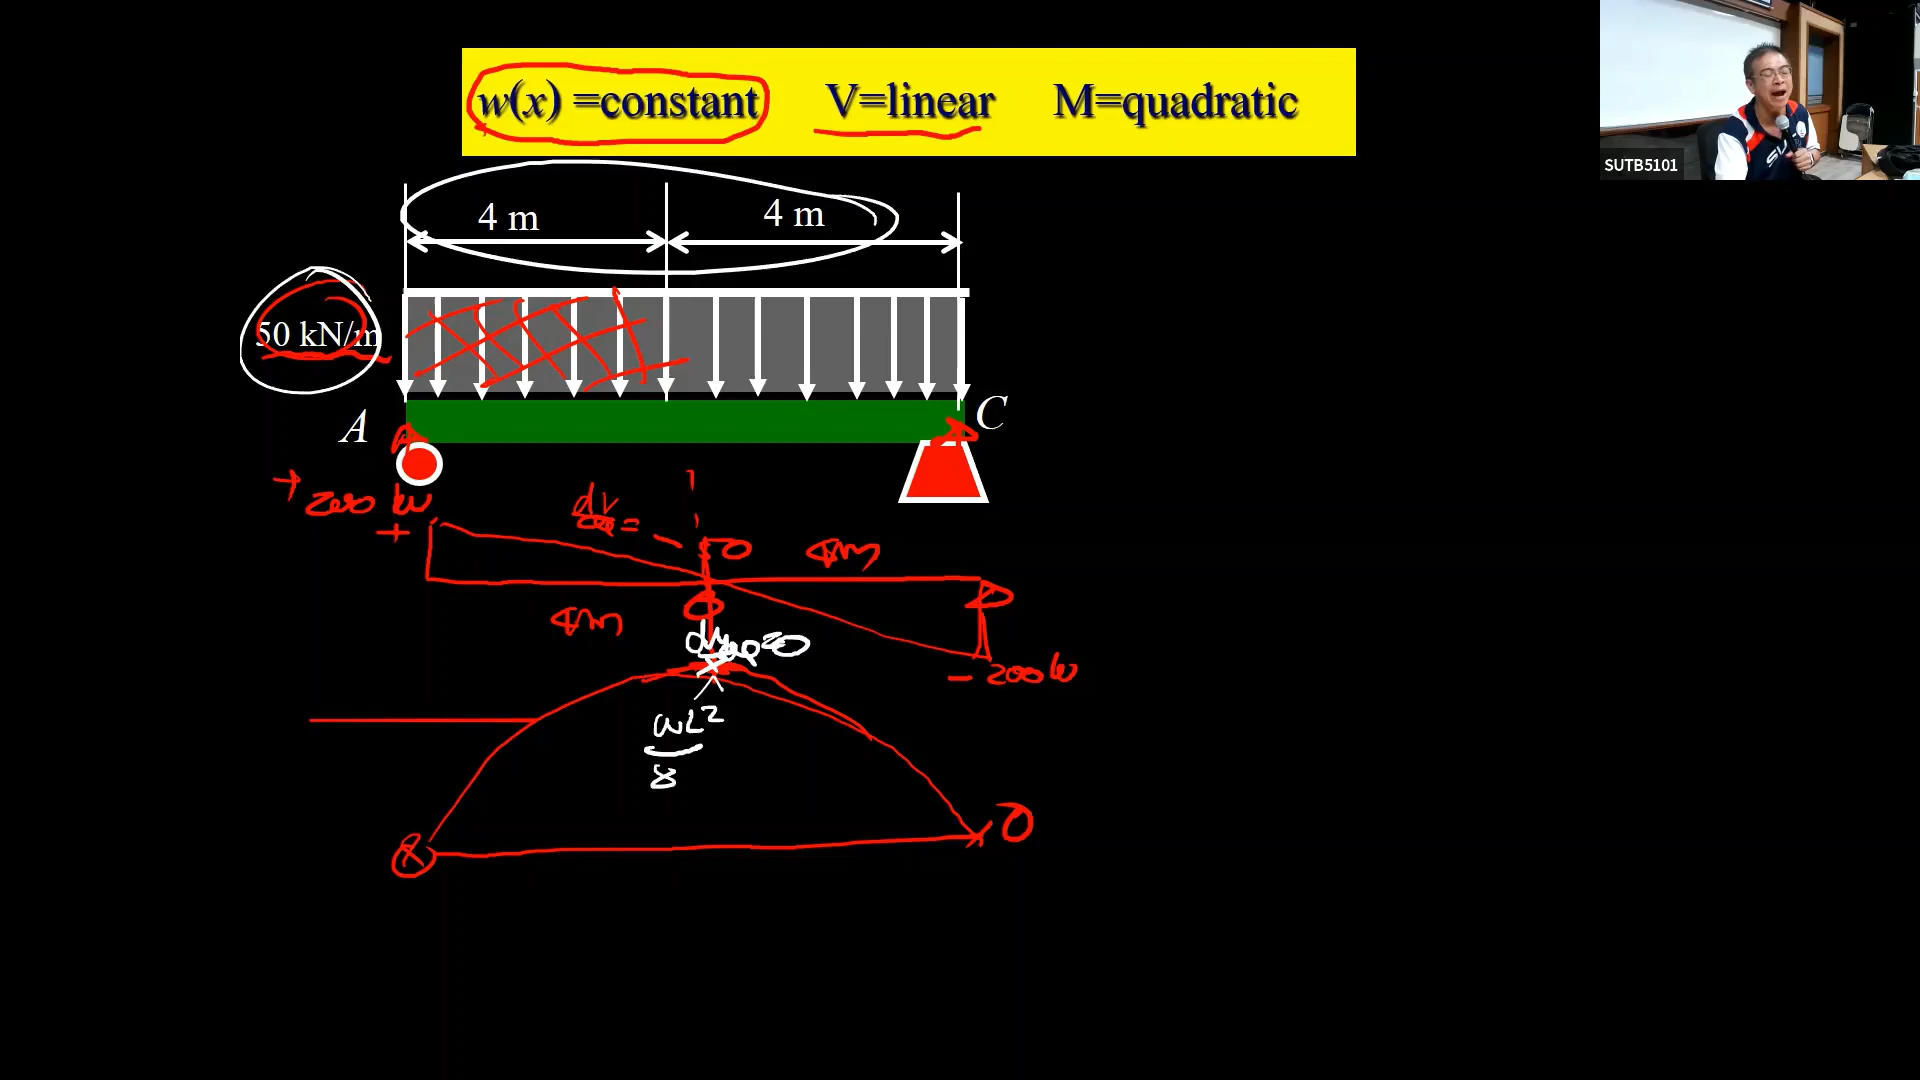 w(x) =constant V=linear M=quadratic
SUTB5101
4 m 4 m
50 kN/m
A C
+200 kN
+
dV
= -50
4m
4m
0
= 0
-200 kN
wL²
8
0